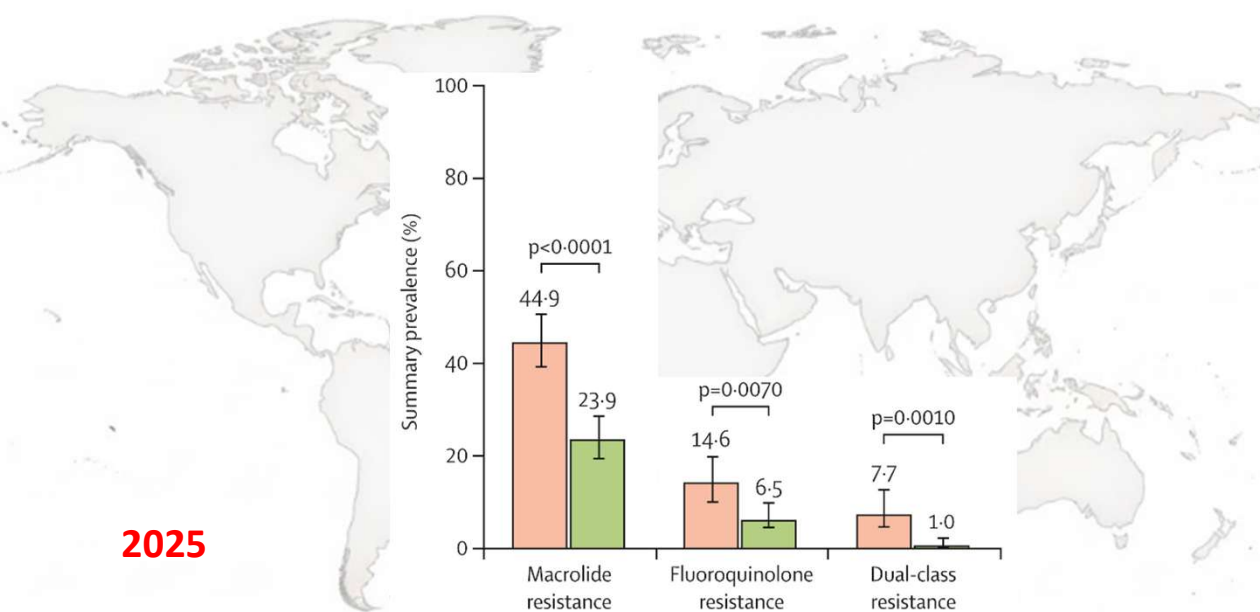 100
80
60
40
20
0
Summary prevalence (%)
p<0·0001
44·9
23·9
p=0·0070
14·6
6·5
p=0·0010
7·7
1·0
Macrolide
resistance
Fluoroquinolone
resistance
Dual-class
resistance
2025